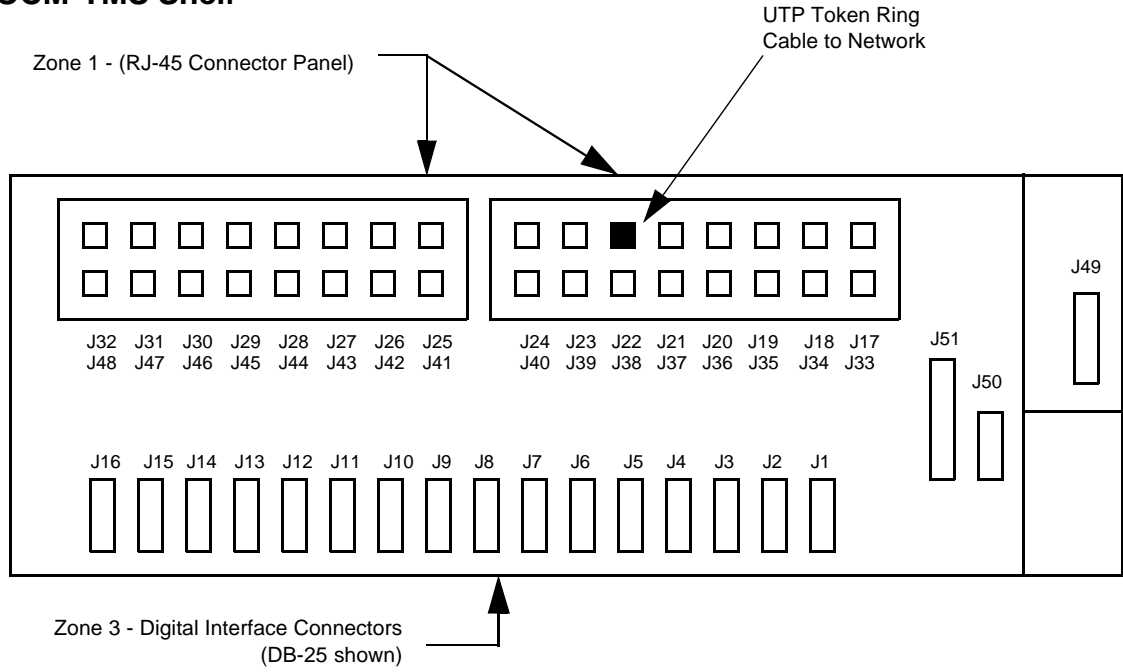 UTP Token Ring
Cable to Network
Zone 1 - (RJ-45 Connector Panel)
J32 J31 J30 J29 J28 J27 J26 J25 J24 J23 J22 J21 J20 J19 J18 J17
J48 J47 J46 J45 J44 J43 J42 J41 J40 J39 J38 J37 J36 J35 J34 J33
J49
J51
J50
J16 J15 J14 J13 J12 J11 J10 J9 J8 J7 J6 J5 J4 J3 J2 J1
Zone 3 - Digital Interface Connectors
(DB-25 shown)